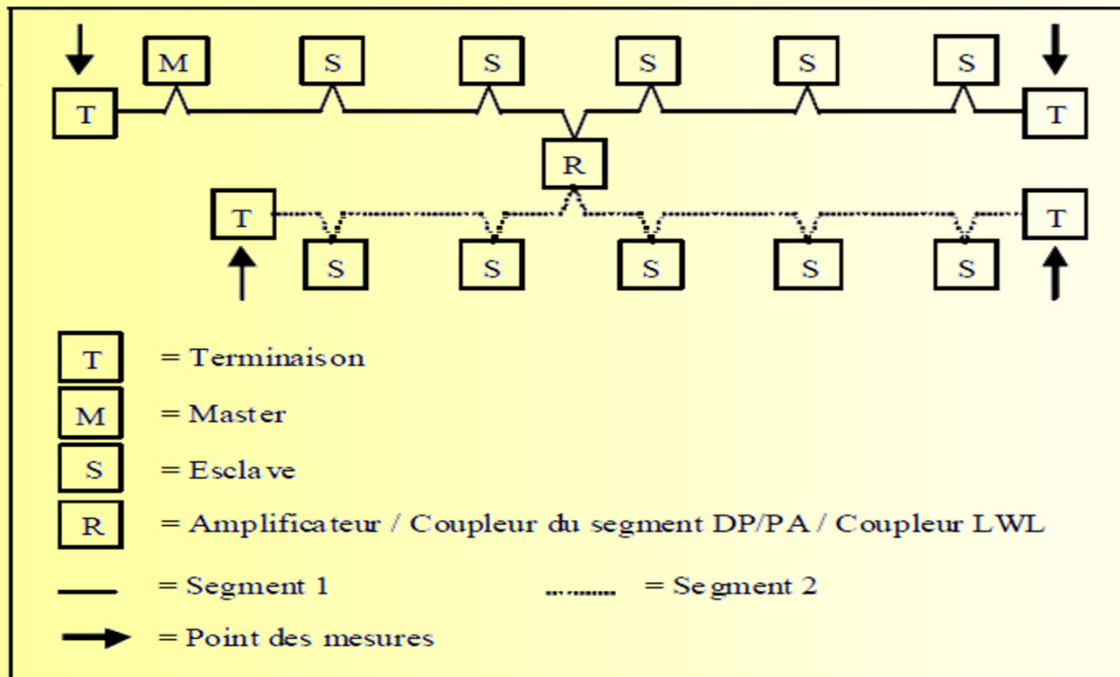 M S S S S S
T T
R
T T
S S S S S
T = Terminaison
M = Master
S = Esclave
R = Amplificateur / Coupleur du segment DP/PA / Coupleur LWL
= Segment 1 = Segment 2
= Point des mesures